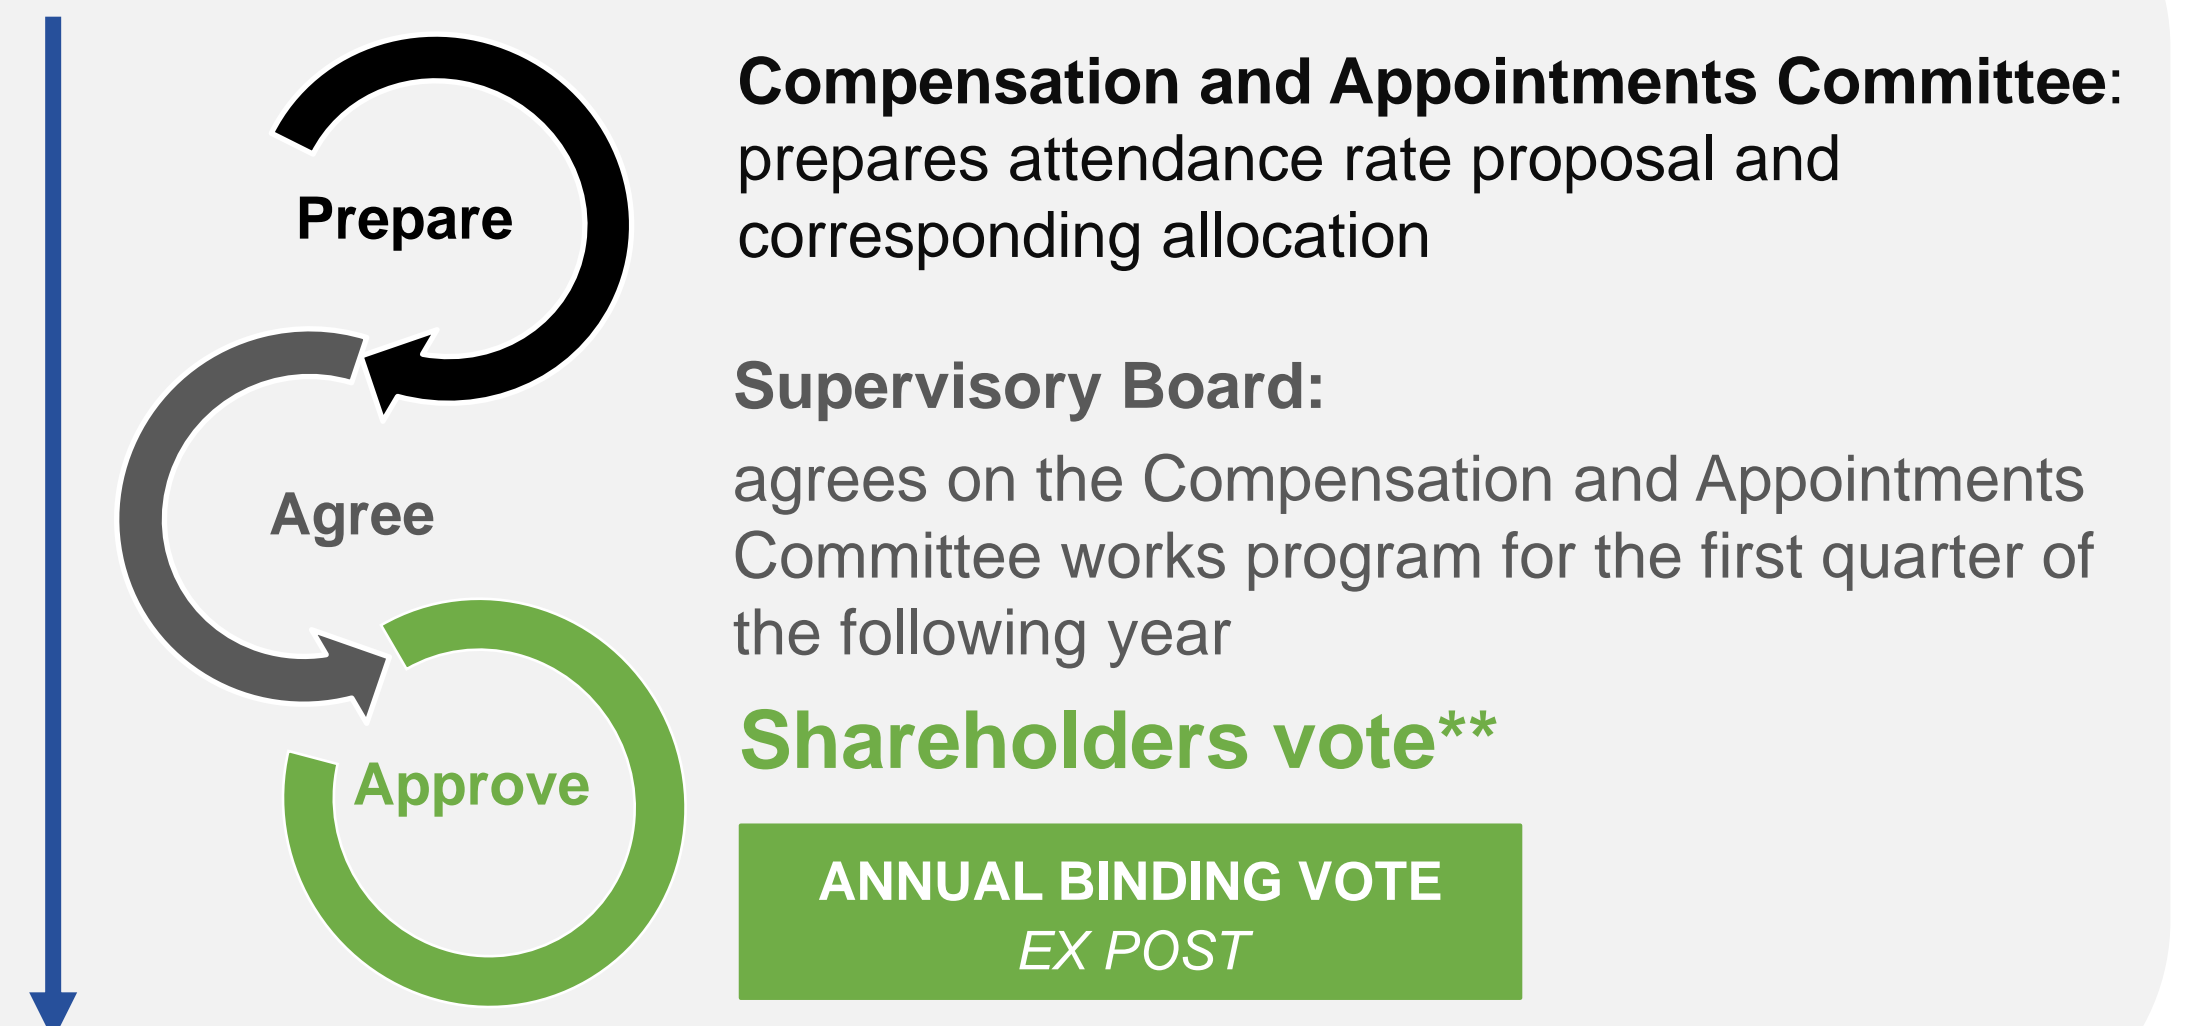 Compensation and Appointments Committee:
prepares attendance rate proposal and
corresponding allocation
Prepare
Supervisory Board:
agrees on the Compensation and Appointments
Committee works program for the first quarter of
the following year
Agree
Shareholders vote**
Approve
ANNUAL BINDING VOTE
EX POST